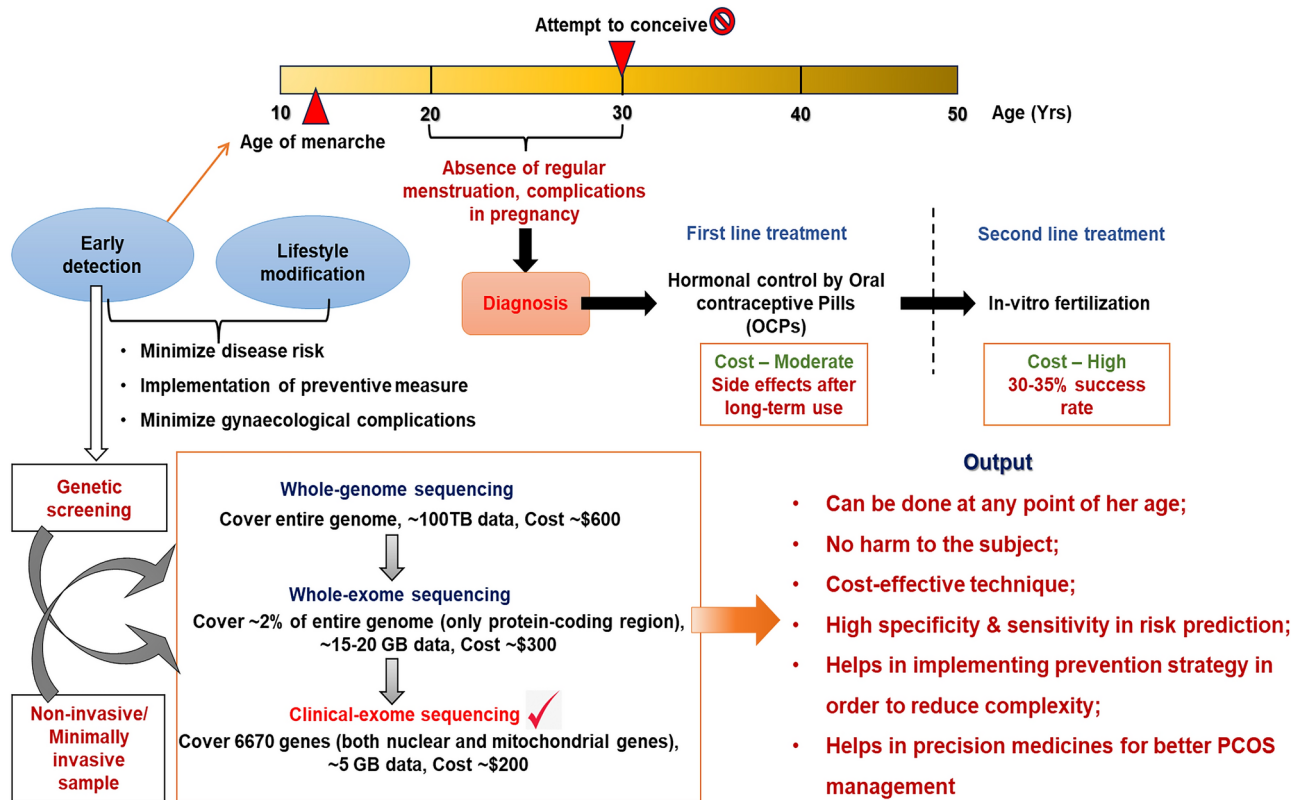 Attempt to conceive
10
20
30
40
50
Age (Yrs)
Age of menarche
Absence of regular
menstruation, complications
in pregnancy
Early
detection
Lifestyle
modification
First line treatment
Second line treatment
Diagnosis
Hormonal control by Oral
contraceptive Pills
(OCPs)
In-vitro fertilization
• Minimize disease risk
• Implementation of preventive measure
• Minimize gynaecological complications
Cost – Moderate
Side effects after
long-term use
Cost – High
30-35% success
rate
Genetic
screening
Non-invasive/
Minimally
invasive
sample
Whole-genome sequencing
Cover entire genome, ~100TB data, Cost ~$600
Whole-exome sequencing
Cover ~2% of entire genome (only protein-coding region),
~15-20 GB data, Cost ~$300
Clinical-exome sequencing
Cover 6670 genes (both nuclear and mitochondrial genes),
~5 GB data, Cost ~$200
Output
• Can be done at any point of her age;
• No harm to the subject;
• Cost-effective technique;
• High specificity & sensitivity in risk prediction;
• Helps in implementing prevention strategy in
order to reduce complexity;
• Helps in precision medicines for better PCOS
management